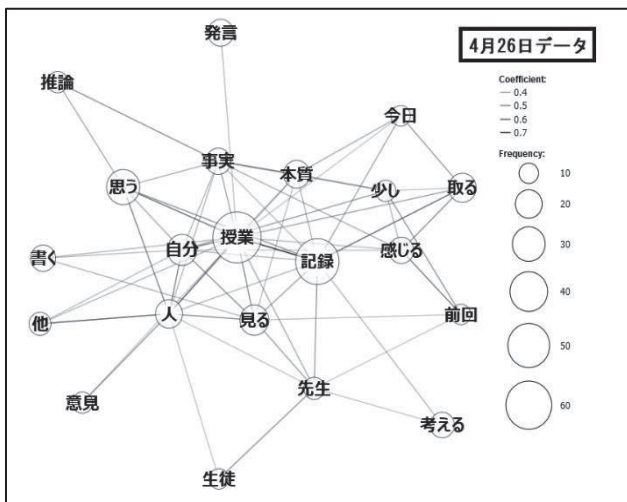 発言
4月26日データ
推論
Coefficient:
0.4
0.5
0.6
0.7
今日
事実
本質
Frequency:
10
思う
少し
取る
20
授業
30
書く
自分
記録
感じる
40
他
人
見る
前回
50
意見
先生
60
考える
生徒